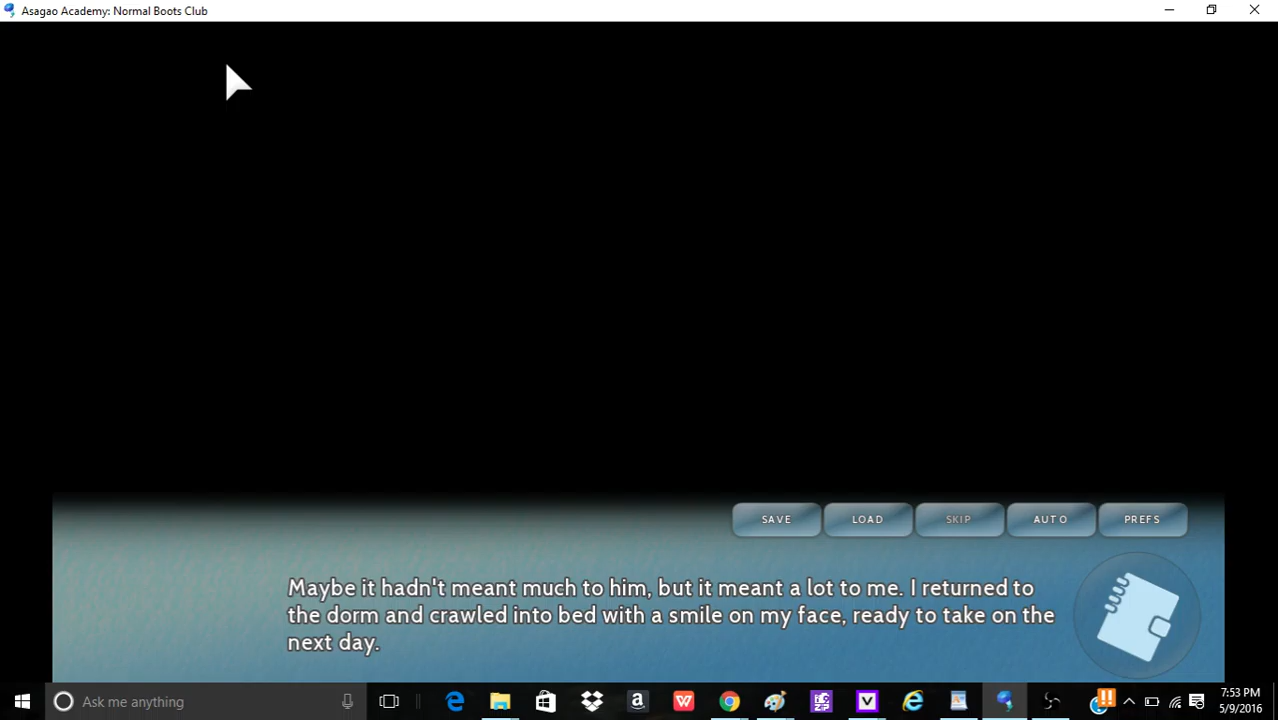 Asagao Academy: Normal Boots Club
SAVE LOAD SKIP AUTO PREFS
Maybe it hadn't meant much to him, but it meant a lot to me. I returned to
the dorm and crawled into bed with a smile on my face, ready to take on the
next day.
Ask me anything
7:53 PM
5/9/2016